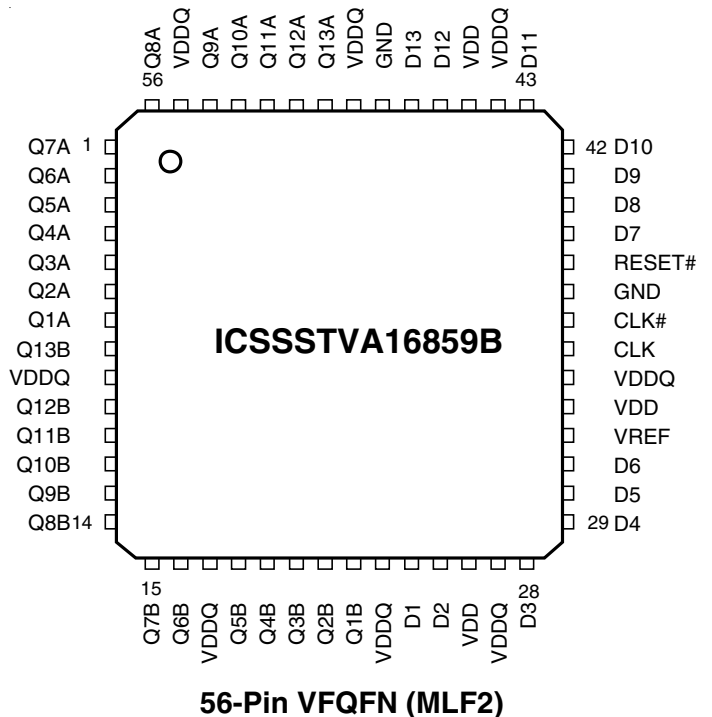 Q8A
VDDQ
Q9A
Q10A
Q11A
Q12A
Q13A
VDDQ
GND
D13
D12
VDD
VDDQ
D11
56
43
Q7A 1
Q6A
Q5A
Q4A
Q3A
Q2A
Q1A
Q13B
VDDQ
Q12B
Q11B
Q10B
Q9B
Q8B 14
ICSSSTVA16859B
42 D10
D9
D8
D7
RESET#
GND
CLK#
CLK
VDDQ
VDD
VREF
D6
D5
29 D4
15
28
Q7B
Q6B
VDDQ
Q5B
Q4B
Q3B
Q2B
Q1B
VDDQ
D1
D2
VDD
VDDQ
D3
56-Pin VFQFN (MLF2)